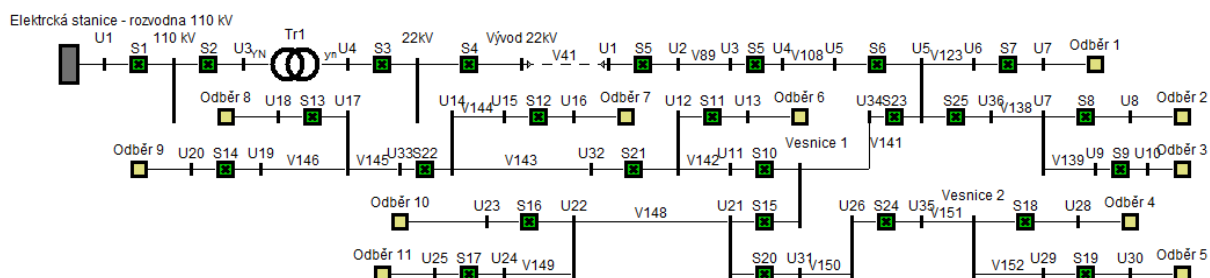 Elektrcká stanice - rozvodna 110 kV
U1 S1 110 kV S2 U3 YN Tr1 yn U4 S3 22kV S4 Vývod 22kV V41 U1 S5 U2 V89 U3 S5 U4 V108 U5 S6 U5 V123 U6 S7 U7 Odběr 1
Odběr 8 U18 S13 U17 U14 V144 U15 S12 U16 Odběr 7 U12 S11 U13 Odběr 6 U34 S23 S25 U36 V138 U7 S8 U8 Odběr 2
Odběr 9 U20 S14 U19 V146 V145 U33 S22 V143 U32 S21 V142 U11 S10 Vesnice 1 V141 V139 U9 S9 U10 Odběr 3
Odběr 10 U23 S16 U22 V148 U21 S15 U26 S24 U35 V151 Vesnice 2 S18 U28 Odběr 4
Odběr 11 U25 S17 U24 V149 S20 U31 V150 V152 U29 S19 U30 Odběr 5